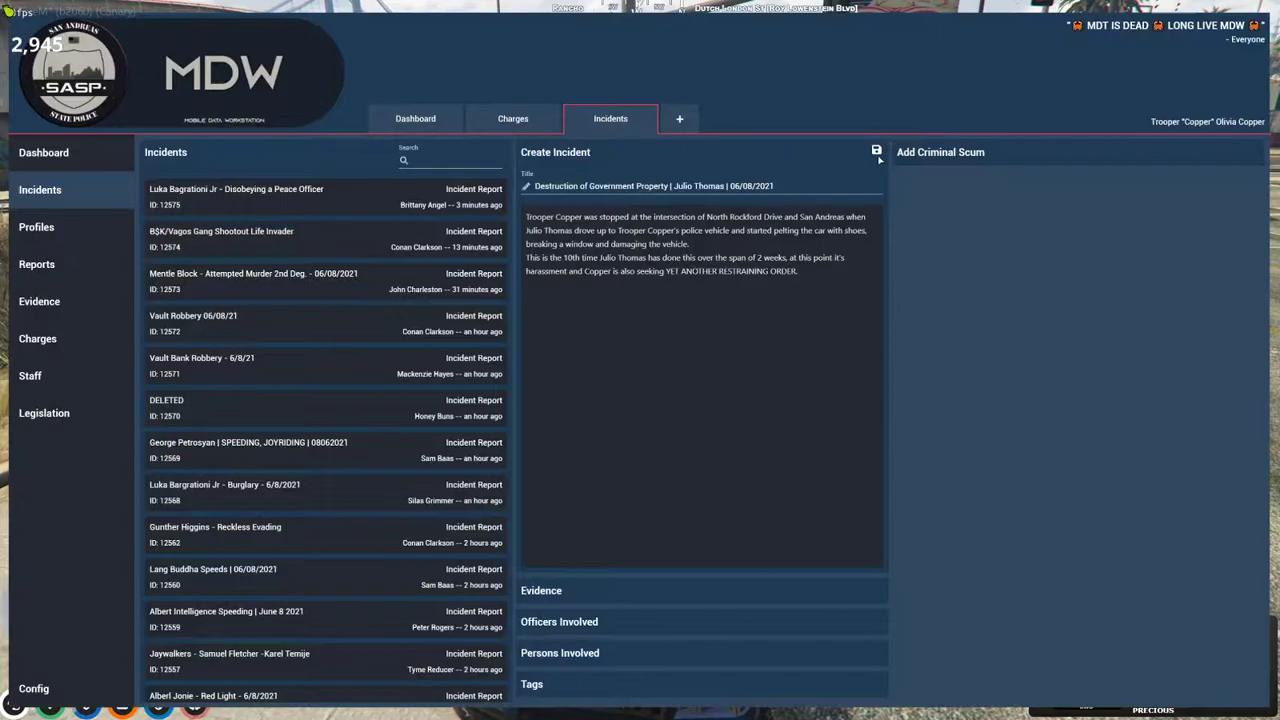 RANCHO
DUTCH LONDON ST [ROY LOWENSTEIN BLVD]
fps
2,945
SAN ANDREAS
SASP
STATE POLICE
MDW
MOBILE DATA WORKSTATION
" MDT IS DEAD LONG LIVE MDW "
- Everyone
Dashboard
Charges
Incidents
+
Trooper "Copper" Olivia Copper
Dashboard
Incidents
Profiles
Reports
Evidence
Charges
Staff
Legislation
Config
Incidents
Search
Luka Bagrationi Jr - Disobeying a Peace Officer Incident Report
ID: 12575 Brittany Angel -- 3 minutes ago
B$K/Vagos Gang Shootout Life Invader Incident Report
ID: 12574 Conan Clarkson -- 13 minutes ago
Mentle Block - Attempted Murder 2nd Deg. - 06/08/2021 Incident Report
ID: 12573 John Charleston -- 31 minutes ago
Vault Robbery 06/08/21 Incident Report
ID: 12572 Conan Clarkson -- an hour ago
Vault Bank Robbery - 6/8/21 Incident Report
ID: 12571 Mackenzie Hayes -- an hour ago
DELETED Incident Report
ID: 12570 Honey Buns -- an hour ago
George Petrosyan | SPEEDING, JOYRIDING | 08062021 Incident Report
ID: 12569 Sam Baas -- an hour ago
Luka Bargrationi Jr - Burglary - 6/8/2021 Incident Report
ID: 12568 Silas Grimmer -- an hour ago
Gunther Higgins - Reckless Evading Incident Report
ID: 12562 Conan Clarkson -- 2 hours ago
Lang Buddha Speeds | 06/08/2021 Incident Report
ID: 12560 Sam Baas -- 2 hours ago
Albert Intelligence Speeding | June 8 2021 Incident Report
ID: 12559 Peter Rogers -- 2 hours ago
Jaywalkers - Samuel Fletcher -Karel Temije Incident Report
ID: 12557 Tyme Reducer -- 2 hours ago
Alberl Jonie - Red Light - 6/8/2021 Incident Report
Create Incident
Title
Destruction of Government Property | Julio Thomas | 06/08/2021
Trooper Copper was stopped at the intersection of North Rockford Drive and San Andreas when
Julio Thomas drove up to Trooper Copper's police vehicle and started pelting the car with shoes,
breaking a window and damaging the vehicle.
This is the 10th time Julio Thomas has done this over the span of 2 weeks, at this point it's
harassment and Copper is also seeking YET ANOTHER RESTRAINING ORDER.
Evidence
Officers Involved
Persons Involved
Tags
Add Criminal Scum
PRECIOUS